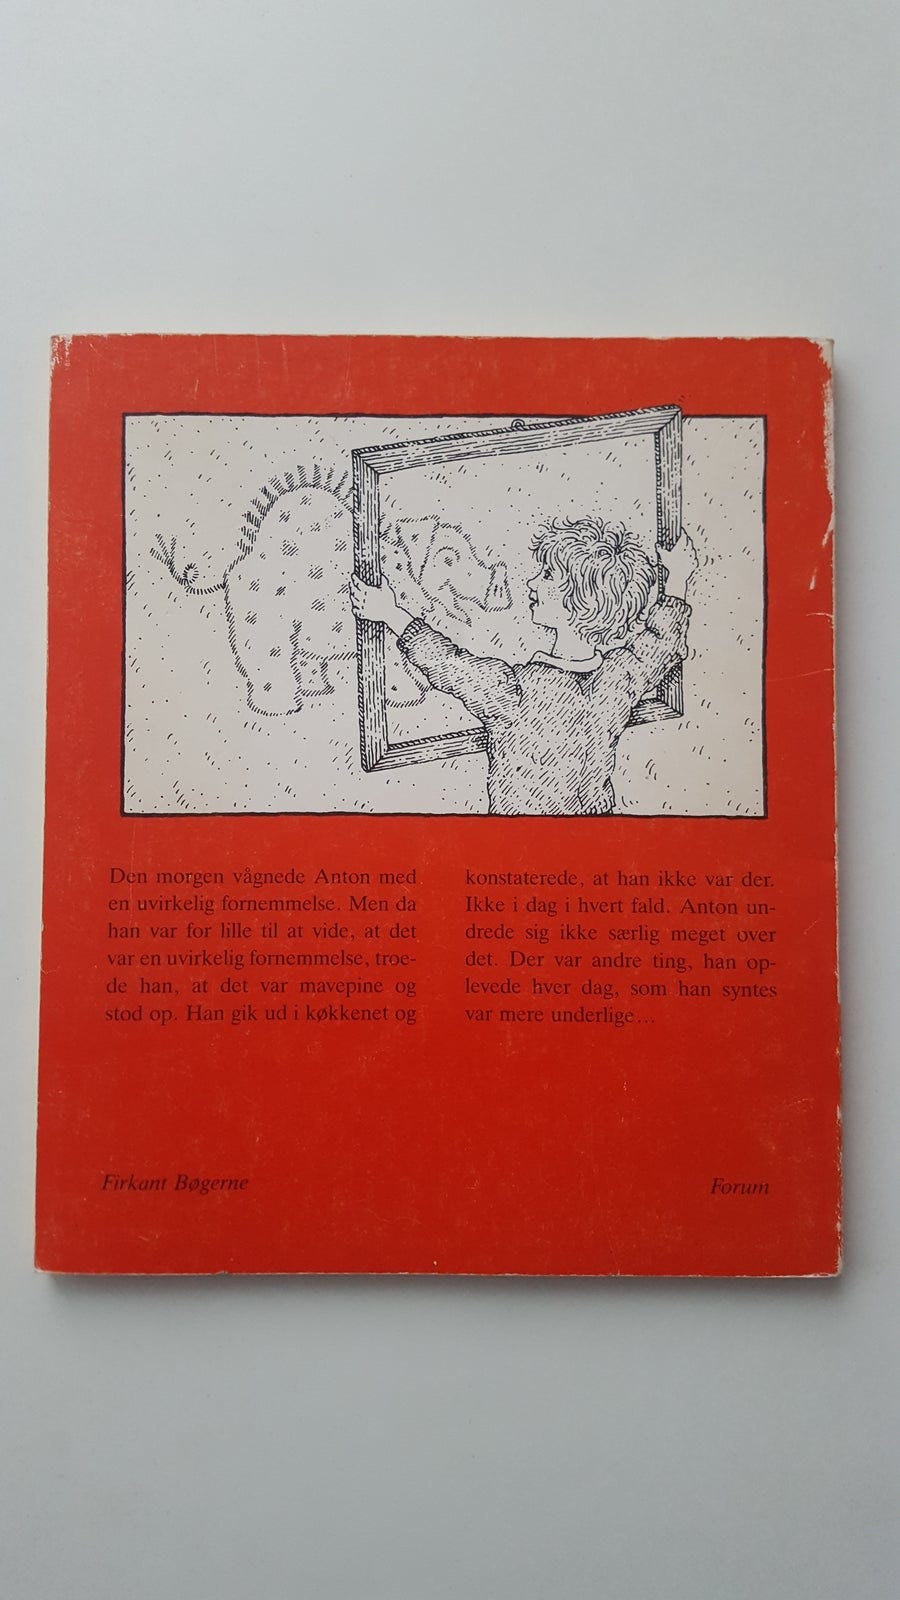 Den morgen vågnede Anton med
en uvirkelig fornemmelse. Men da
han var for lille til at vide, at det
var en uvirkelig fornemmelse, troe-
de han, at det var mavepine og
stod op. Han gik ud i køkkenet og
konstaterede, at han ikke var der.
Ikke i dag i hvert fald. Anton un-
drede sig ikke særlig meget over
det. Der var andre ting, han op-
levede hver dag, som han syntes
var mere underlige...
Firkant Bøgerne
Forum